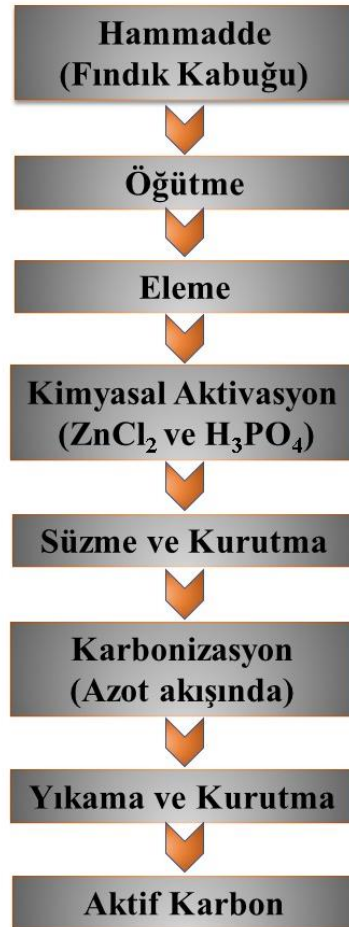 Hammadde
(Fındık Kabuğu)
Öğütme
Eleme
Kimyasal Aktivasyon
(ZnCl₂ ve H₃PO₄)
Süzme ve Kurutma
Karbonizasyon
(Azot akışında)
Yıkama ve Kurutma
Aktif Karbon